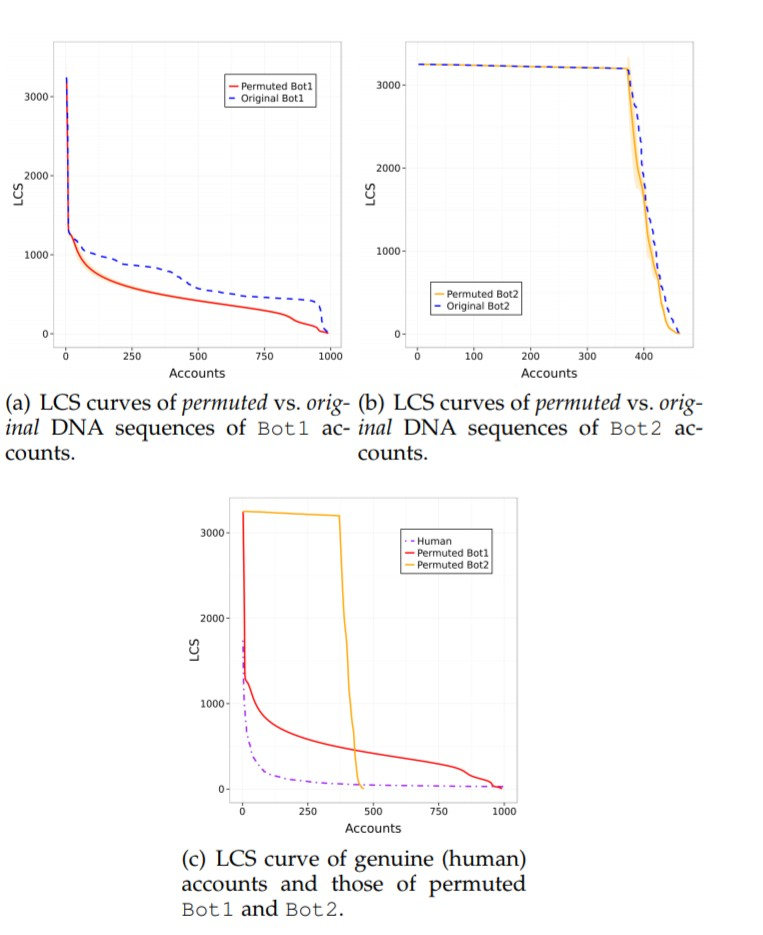 3000
2000
1000
0
LCS
0
250
500
750
1000
Accounts
Permuted Bot1
Original Bot1
3000
2000
1000
0
LCS
0
100
200
300
400
Accounts
Permuted Bot2
Original Bot2
(a) LCS curves of permuted vs. orig-
inal DNA sequences of Bot1 ac-
counts.
(b) LCS curves of permuted vs. orig-
inal DNA sequences of Bot2 ac-
counts.
3000
2000
1000
0
LCS
0
250
500
750
1000
Accounts
Human
Permuted Bot1
Permuted Bot2
(c) LCS curve of genuine (human)
accounts and those of permuted
Bot1 and Bot2.